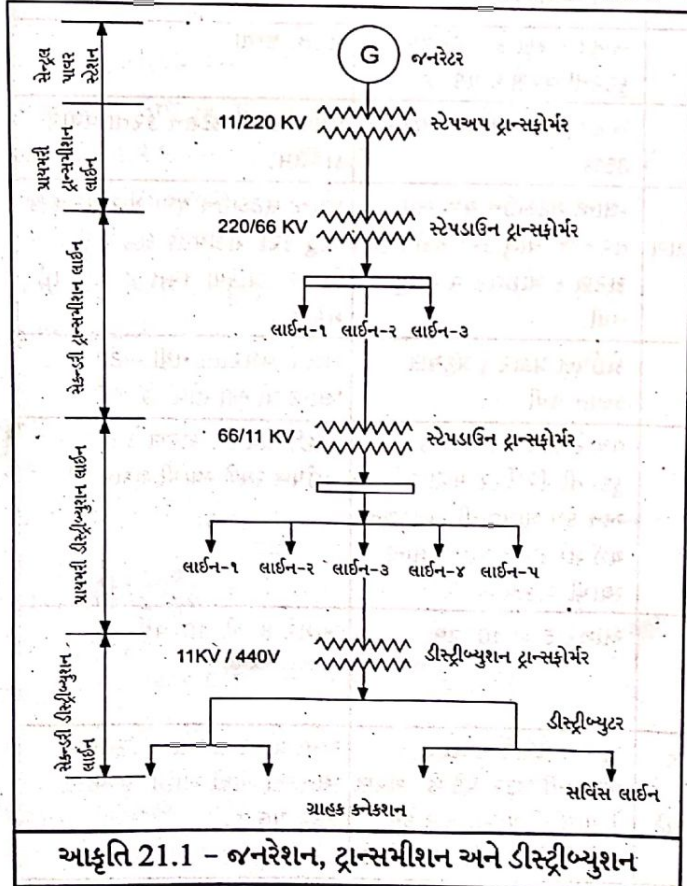 G જનરેટર
સેન્ટ્રલ
પાવર
સ્ટેશન
11/220 KV સ્ટેપઅપ ટ્રાન્સફોર્મર
પ્રાયમરી
ટ્રાન્સમીશન
લાઈન
220/66 KV સ્ટેપડાઉન ટ્રાન્સફોર્મર
લાઈન-૧ લાઈન-૨ લાઈન-૩
સેકન્ડરી ટ્રાન્સમીશન લાઈન
66/11 KV સ્ટેપડાઉન ટ્રાન્સફોર્મર
લાઈન-૧ લાઈન-૨ લાઈન-૩ લાઈન-૪ લાઈન-૫
પ્રાયમરી ડીસ્ટ્રીબ્યુશન લાઈન
11KV / 440V ડીસ્ટ્રીબ્યુશન ટ્રાન્સફોર્મર
ડીસ્ટ્રીબ્યુટર
સેકન્ડરી ડીસ્ટ્રીબ્યુશન
લાઈન
સર્વિસ લાઈન
ગ્રાહક કનેકશન
આકૃતિ 21.1 – જનરેશન, ટ્રાન્સમીશન અને ડીસ્ટ્રીબ્યુશન